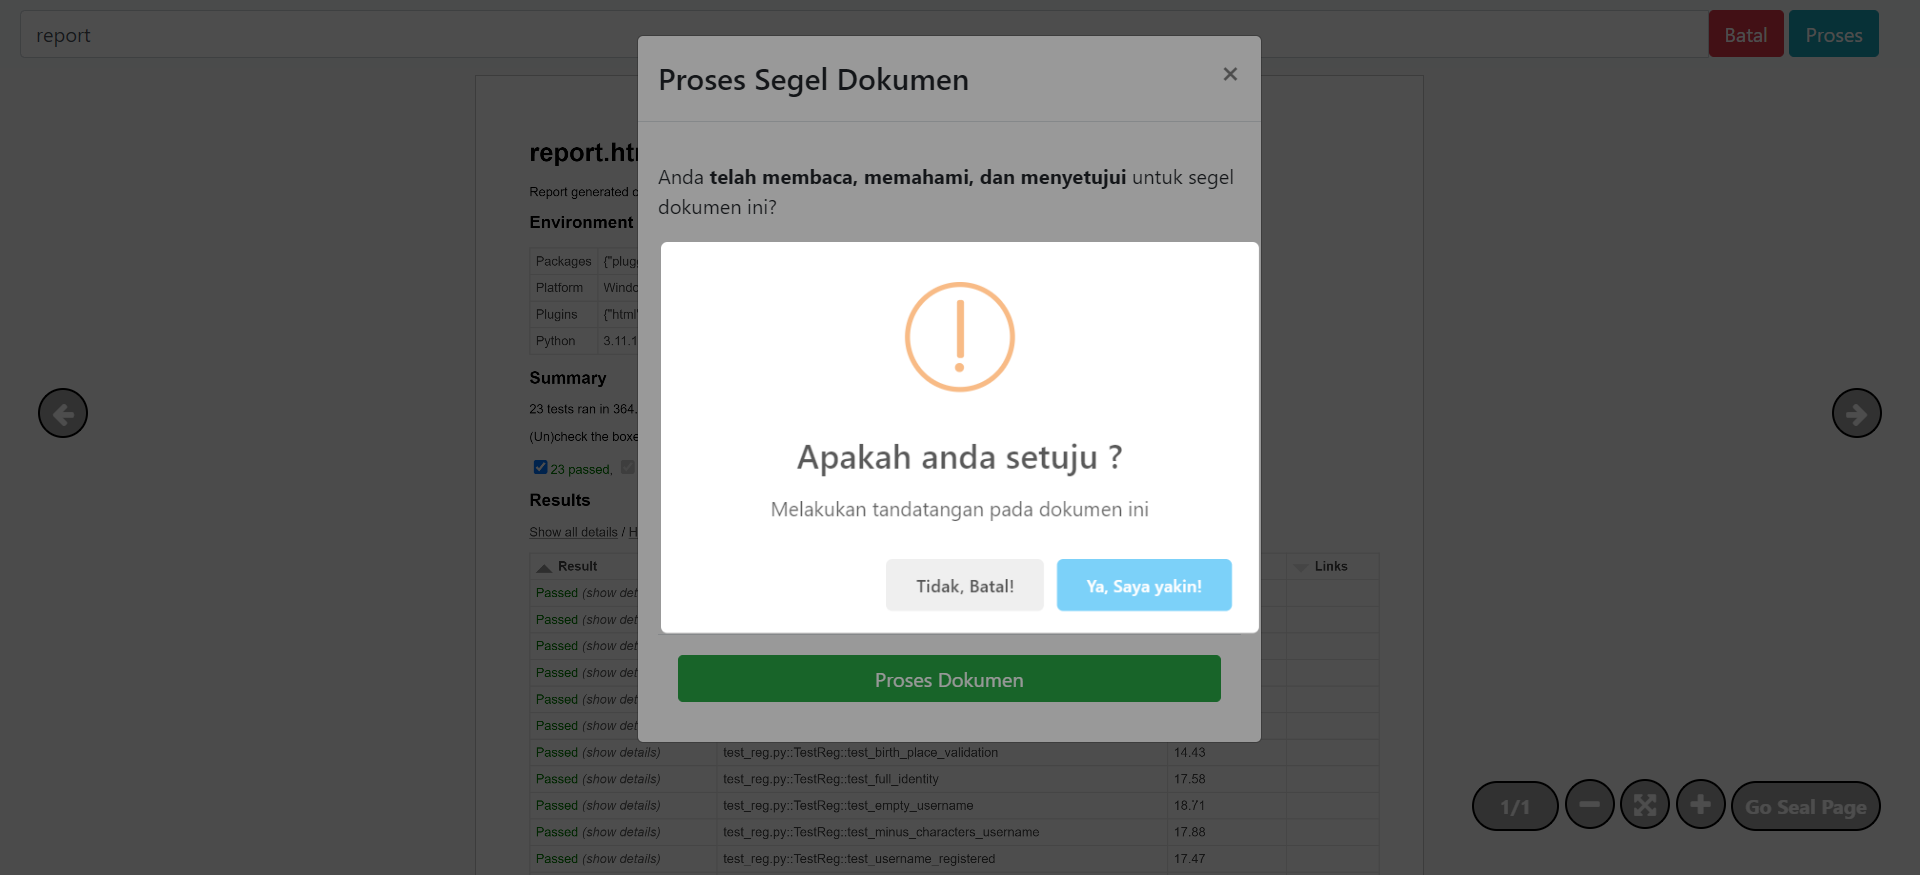 report
Batal
Proses
Proses Segel Dokumen
×
Anda telah membaca, memahami, dan menyetujui untuk segel
dokumen ini?
Apakah anda setuju ?
Melakukan tandatangan pada dokumen ini
Tidak, Batal!
Ya, Saya yakin!
Proses Dokumen
Report generated
Environment
Packages
Platform
Plugins {"html"
Python 3.11.1
Summary
23 tests ran in 364.
(Un)check the boxe
23 passed,
Results
Show all details / H
Result Links
Passed (show det
Passed (show det
Passed (show det
Passed (show det
Passed (show det
Passed (show det
Passed (show details) test_reg.py::TestReg::test_birth_place_validation 14.43
Passed (show details) test_reg.py::TestReg::test_full_identity 17.58
Passed (show details) test_reg.py::TestReg::test_empty_username 18.71
Passed (show details) test_reg.py::TestReg::test_minus_characters_username 17.88
Passed (show details) test_reg.py::TestReg::test_username_registered 17.47
1/1
Go Seal Page